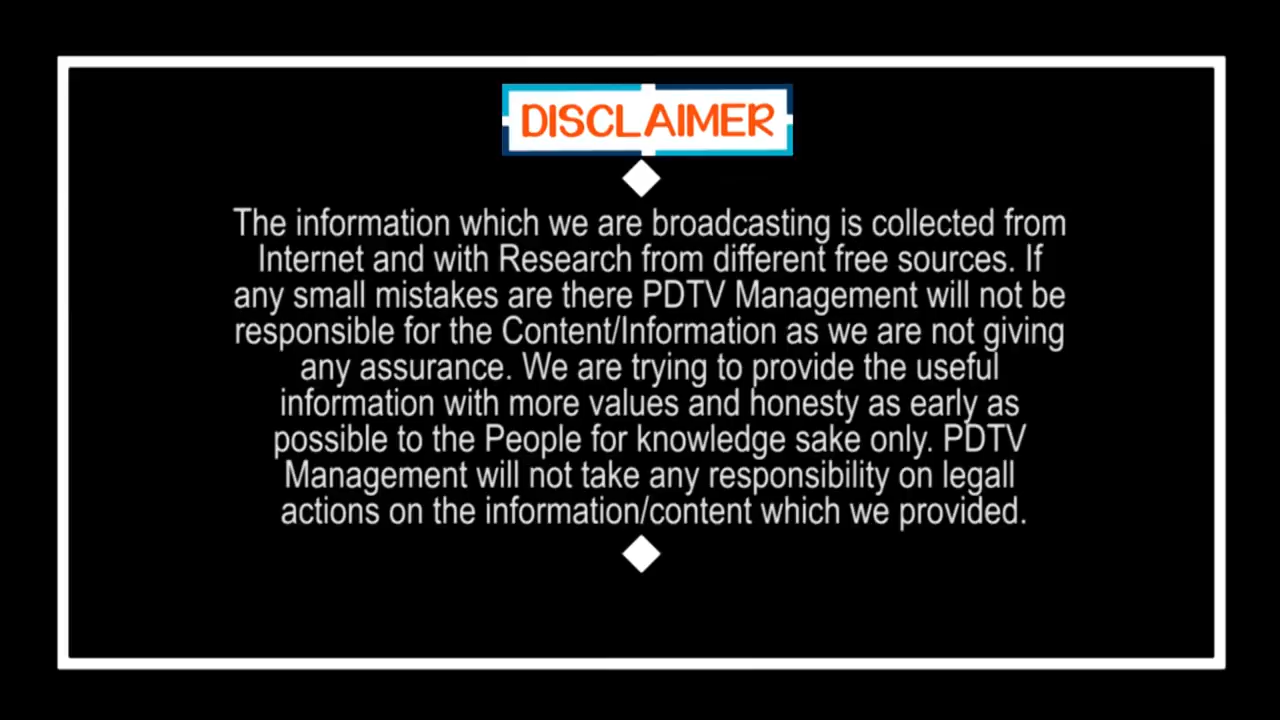 DISCLAIMER
The information which we are broadcasting is collected from
Internet and with Research from different free sources. If
any small mistakes are there PDTV Management will not be
responsible for the Content/Information as we are not giving
any assurance. We are trying to provide the useful
information with more values and honesty as early as
possible to the People for knowledge sake only. PDTV
Management will not take any responsibility on legall
actions on the information/content which we provided.